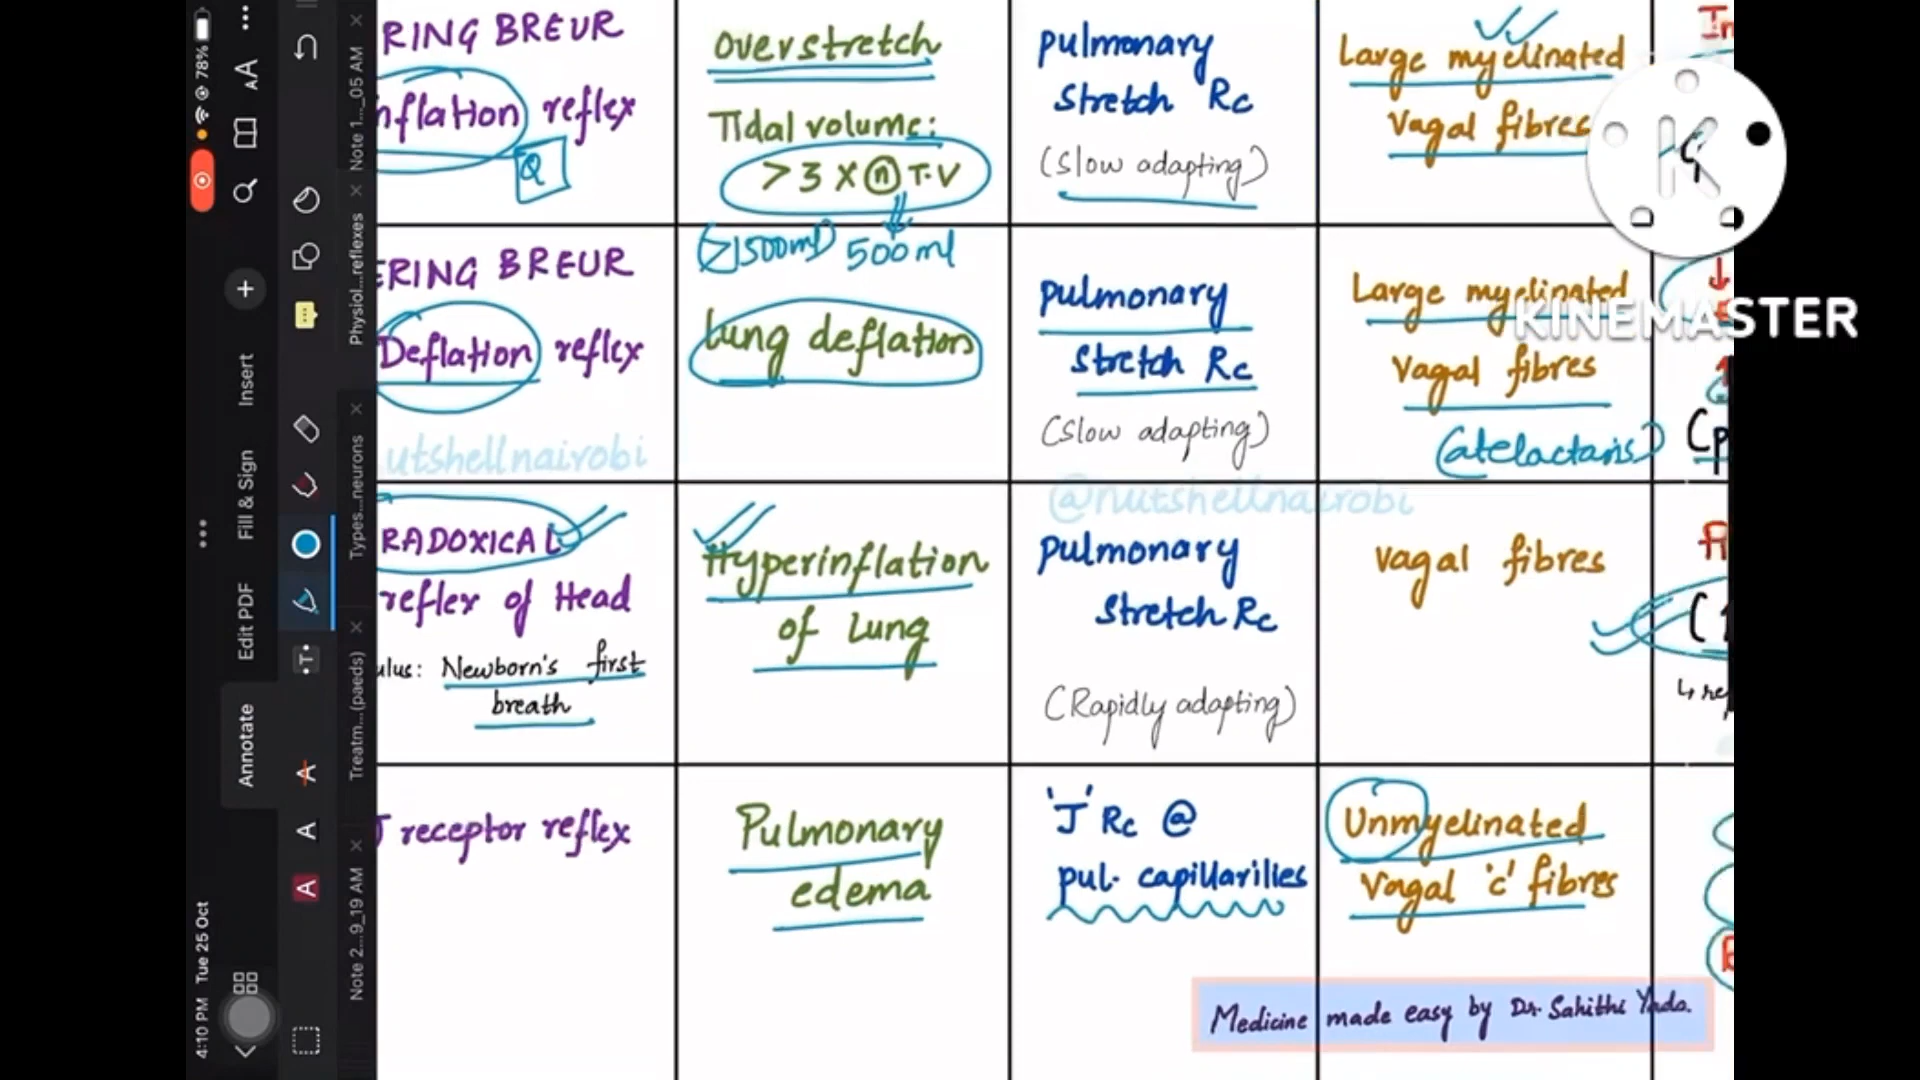 RING BREUR
nflation reflex
Q
Overstretch
Tidal volume:
>3 X n T.V
(>1500ml) 500ml
pulmonary
stretch Rc
(Slow adapting)
Large myelinated
vagal fibres
In
ERING BREUR
Deflation reflex
utshellnairobi
lung deflation
pulmonary
stretch Rc
(Slow adapting)
Large myelinated
vagal fibres
(atelactasis)
(p
KINEMASTER
RADOXICAL
reflex of Head
ulus: Newborn's first
breath
Hyperinflation
of Lung
@nutshellnairobi
pulmonary
stretch Rc
(Rapidly adapting)
vagal fibres
↳ re
J receptor reflex
Pulmonary
edema
'J' Rc @
pul. capillarilies
Unmyelinated
vagal 'c' fibres
Medicine made easy by Dr. Sahithi Yada.
4:10 PM Tue 25 Oct
78%
AA
Insert
Fill & Sign
Edit PDF
Annotate
Note 1..._05 AM
Physiol...reflexes
Types...neurons
Treatm...(paeds)
Note 2...9_19 AM
T
A
A
A
K